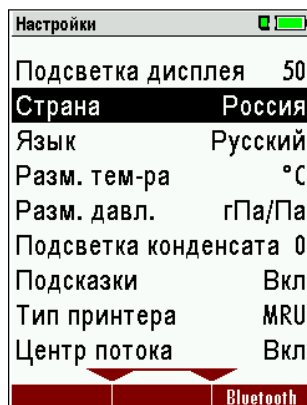 Настройки
Подсветка дисплея 50
Страна Россия
Язык Русский
Разм. тем-ра °C
Разм. давл. гПа/Па
Подсветка конденсата 0
Подсказки Вкл
Тип принтера MRU
Центр потока Вкл
Bluetooth